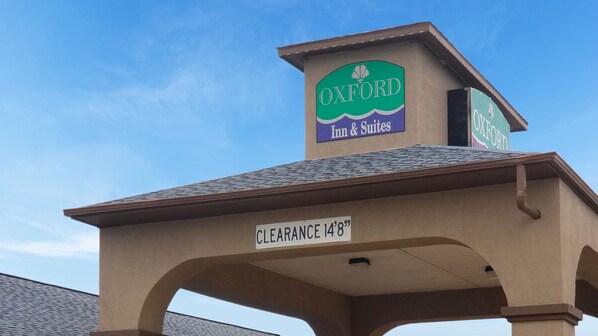 OXFORD
Inn & Suites
OXFORD
CLEARANCE 14'8"